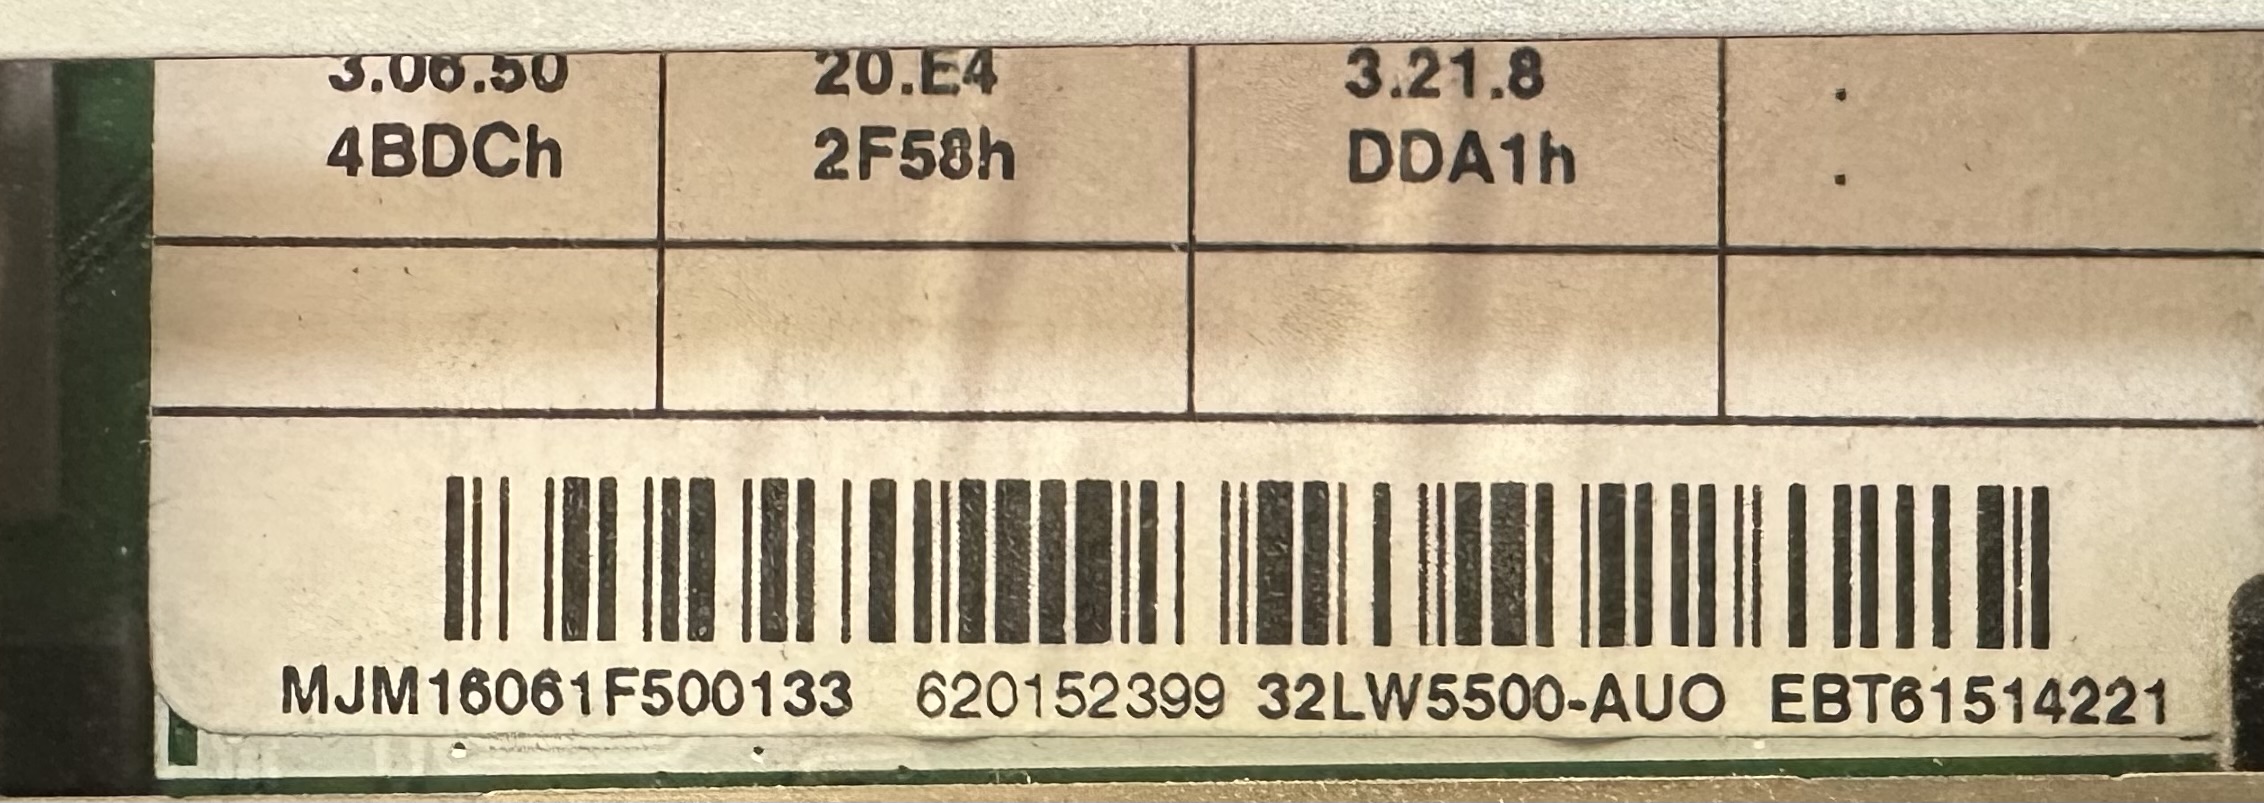 3.06.50 20.E4 3.21.8 .
4BDCh 2F58h DDA1h .
MJM16061F500133 620152399 32LW5500-AUO EBT61514221